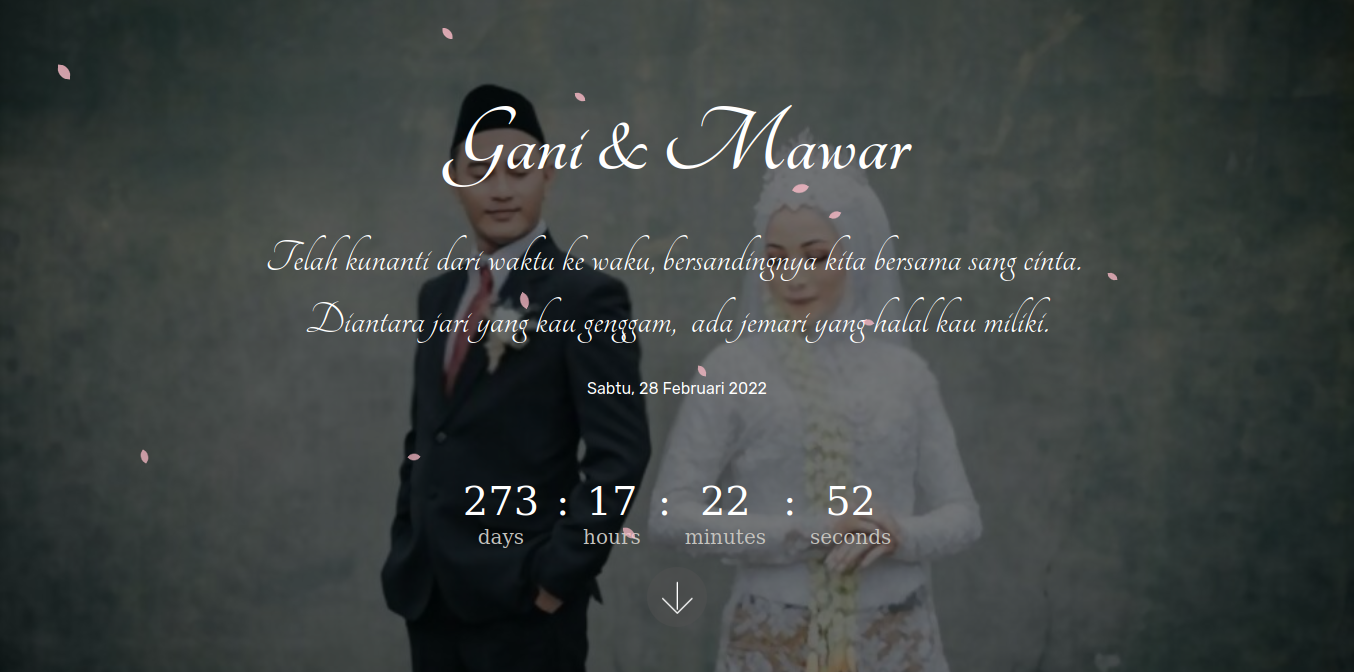 Gani & Mawar
Telah kunanti dari waktu ke waku, bersandingnya kita bersama sang cinta.
Diantara jari yang kau genggam, ada jemari yang halal kau miliki.
Sabtu, 28 Februari 2022
273 : 17 : 22 : 52
days hours minutes seconds